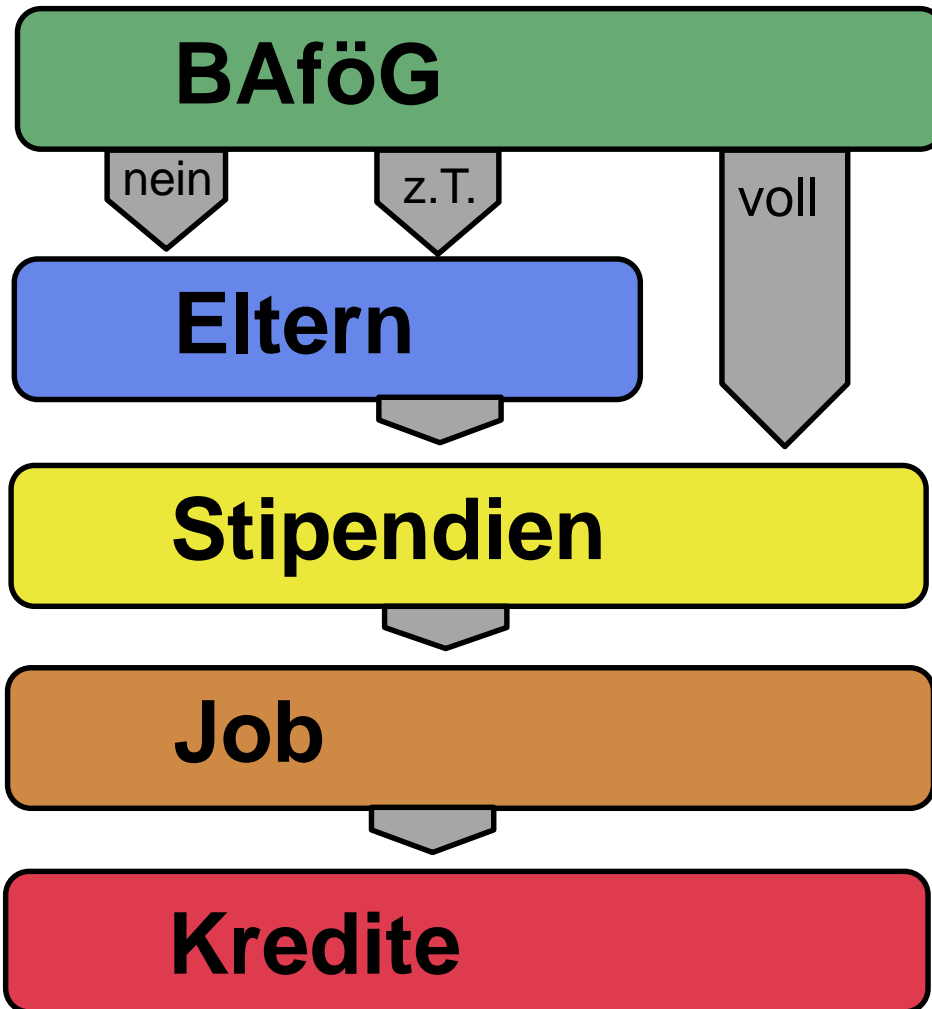 BAföG
nein
z.T.
voll
Eltern
Stipendien
Job
Kredite